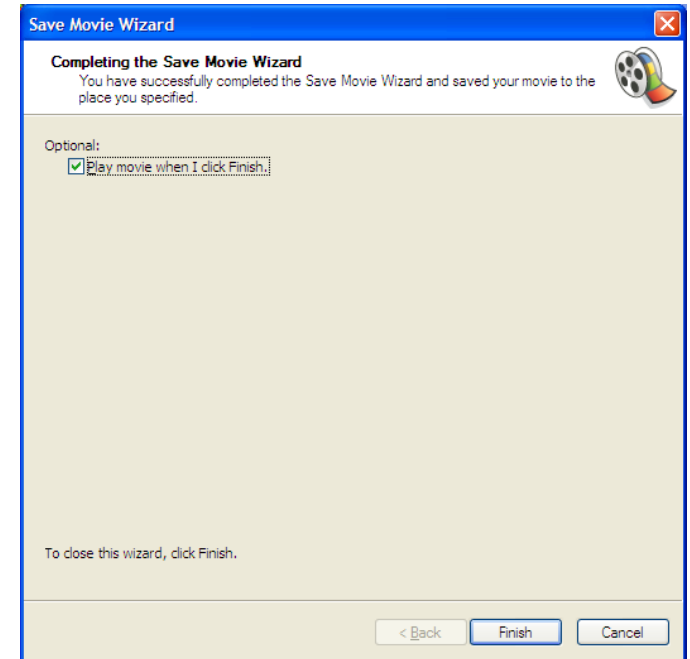 Save Movie Wizard
Completing the Save Movie Wizard
You have successfully completed the Save Movie Wizard and saved your movie to the
place you specified.
Optional:
Play movie when I click Finish.
To close this wizard, click Finish.
< Back Finish Cancel